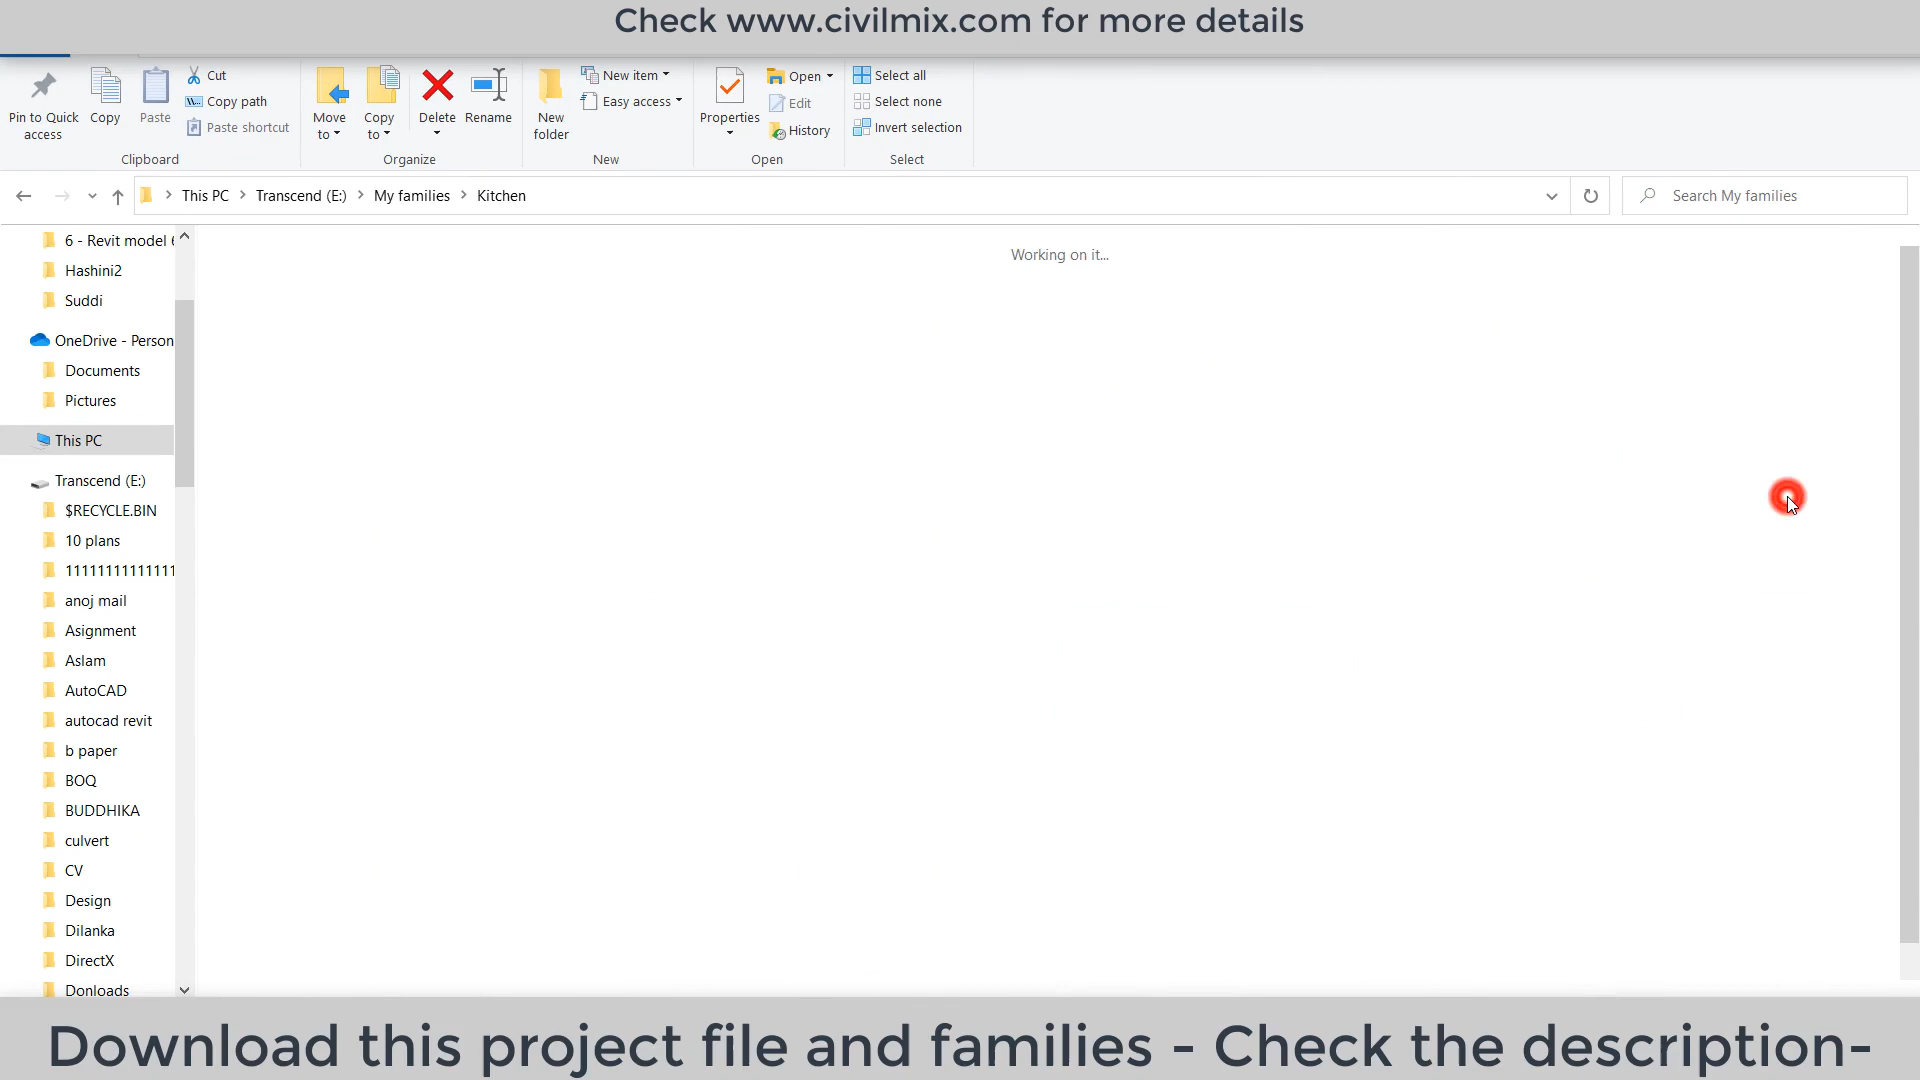 Check www.civilmix.com for more details
Pin to Quick access
Copy
Paste
Cut
Copy path
Paste shortcut
Clipboard
Move to
Copy to
Delete
Rename
Organize
New folder
New item
Easy access
New
Properties
Open
Edit
History
Open
Select all
Select none
Invert selection
Select
This PC > Transcend (E:) > My families > Kitchen
Search My families
Working on it...
6 - Revit model
Hashini2
Suddi
OneDrive - Person
Documents
Pictures
This PC
Transcend (E:)
$RECYCLE.BIN
10 plans
anoj mail
Asignment
Aslam
AutoCAD
autocad revit
b paper
BOQ
BUDDHIKA
culvert
CV
Design
Dilanka
DirectX
Donloads
Download this project file and families - Check the description-